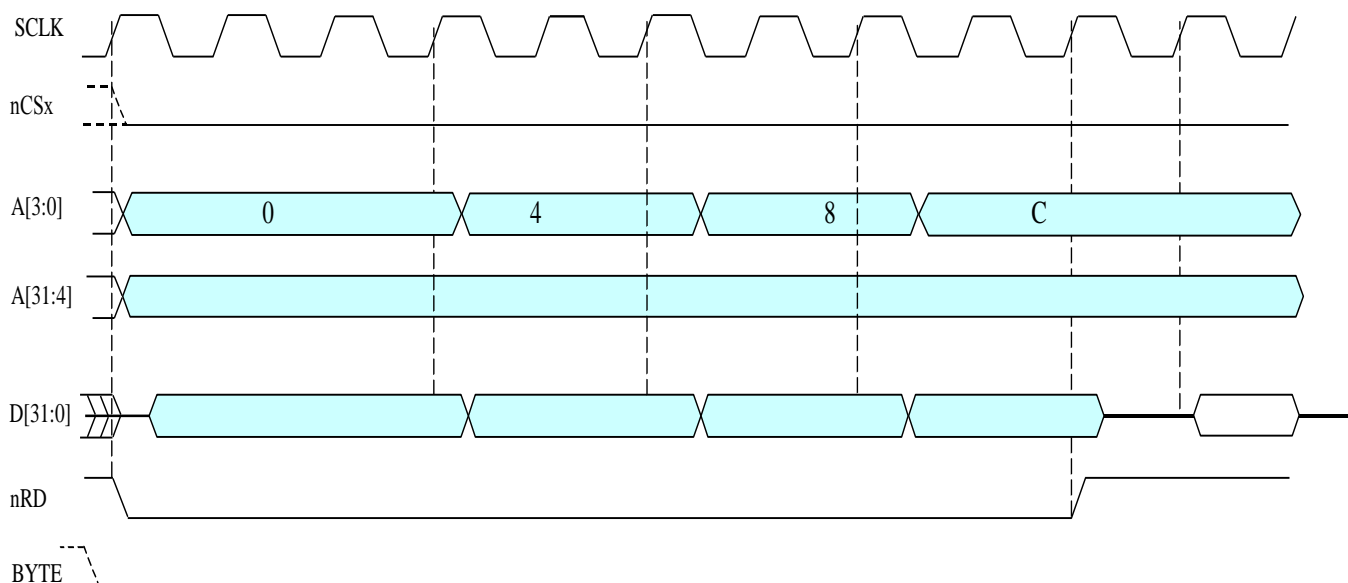 SCLK
nCSx
A[3:0] 0 4 8 C
A[31:4]
D[31:0]
nRD
BYTE